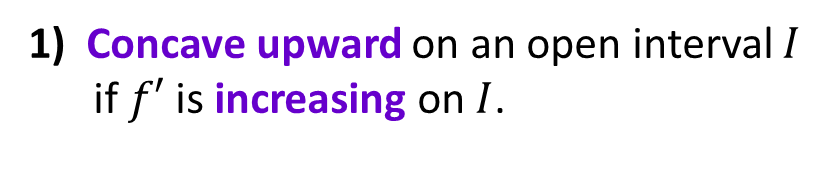 1) Concave upward on an open interval I
if f′ is increasing on I.